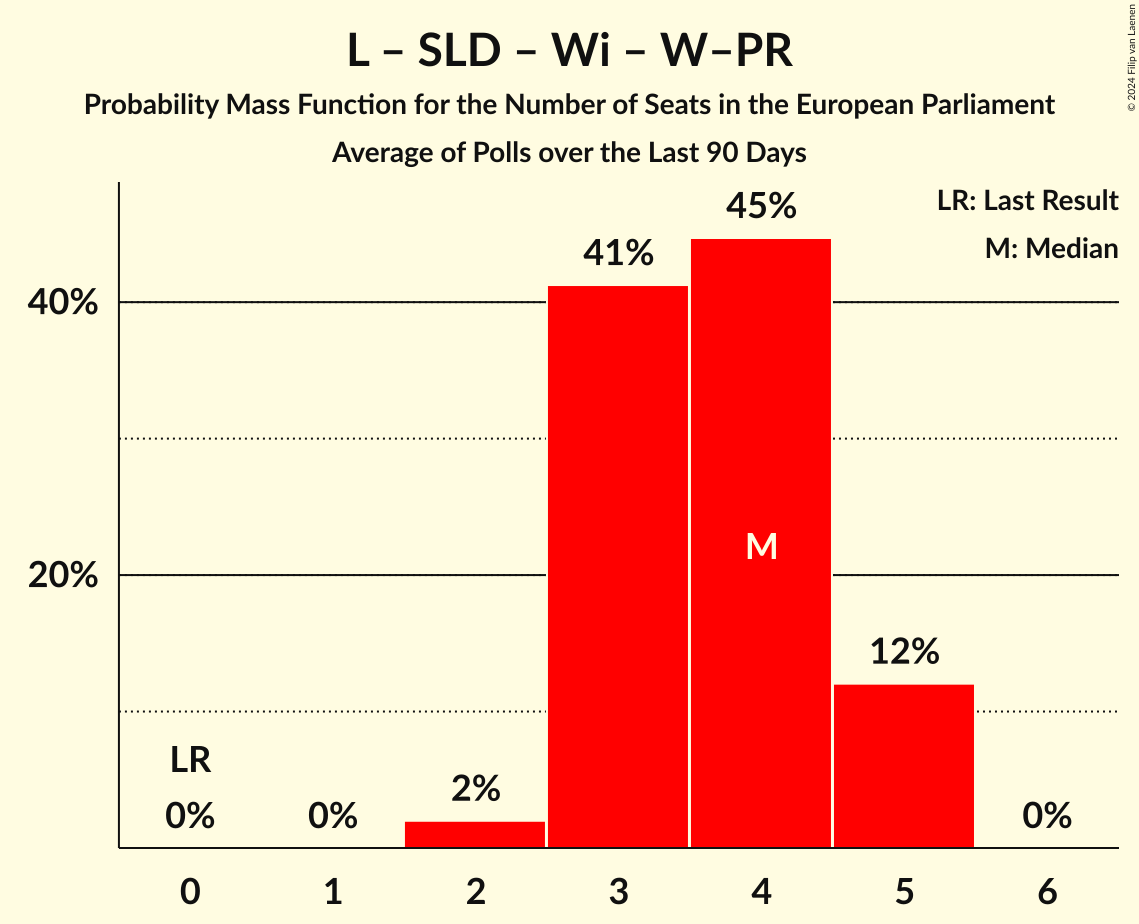 L – SLD – Wi – W–PR
Probability Mass Function for the Number of Seats in the European Parliament
Average of Polls over the Last 90 Days
© 2024 Filip van Laenen
LR: Last Result
M: Median
45%
41%
40%
M
20%
12%
LR
2%
0%
0%
0%
0 1 2 3 4 5 6